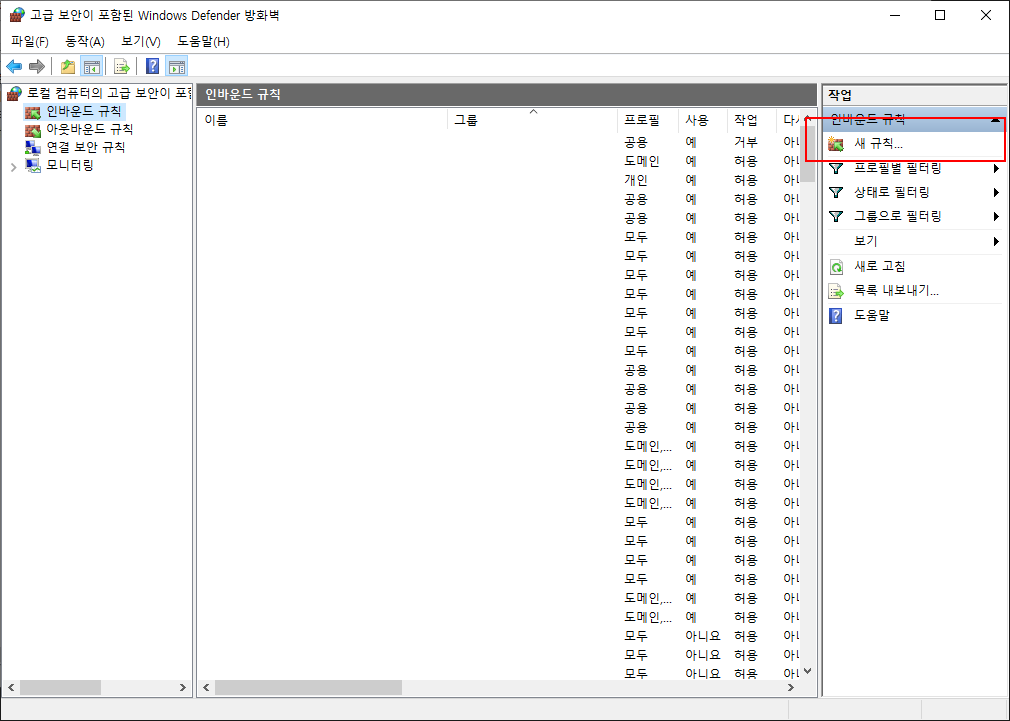 고급 보안이 포함된 Windows Defender 방화벽
파일(F) 동작(A) 보기(V) 도움말(H)
로컬 컴퓨터의 고급 보안이 포함
인바운드 규칙
아웃바운드 규칙
연결 보안 규칙
모니터링
인바운드 규칙
이름 그룹 프로필 사용 작업 다시
공용 예 거부 아니
도메인 예 허용 아니
개인 예 허용 아니
공용 예 허용 아니
공용 예 허용 아니
모두 예 허용 아니
모두 예 허용 아니
모두 예 허용 아니
모두 예 허용 아니
모두 예 허용 아니
모두 예 허용 아니
모두 예 허용 아니
공용 예 허용 아니
공용 예 허용 아니
공용 예 허용 아니
공용 예 허용 아니
도메인,... 예 허용 아니
도메인,... 예 허용 아니
도메인,... 예 허용 아니
도메인,... 예 허용 아니
모두 예 허용 아니
모두 예 허용 아니
모두 예 허용 아니
모두 예 허용 아니
도메인,... 예 허용 아니
도메인,... 예 허용 아니
모두 아니요 허용 아니
모두 아니요 허용 아니
모두 아니요 허용 아니
작업
인바운드 규칙
새 규칙...
프로필별 필터링
상태로 필터링
그룹으로 필터링
보기
새로 고침
목록 내보내기...
도움말